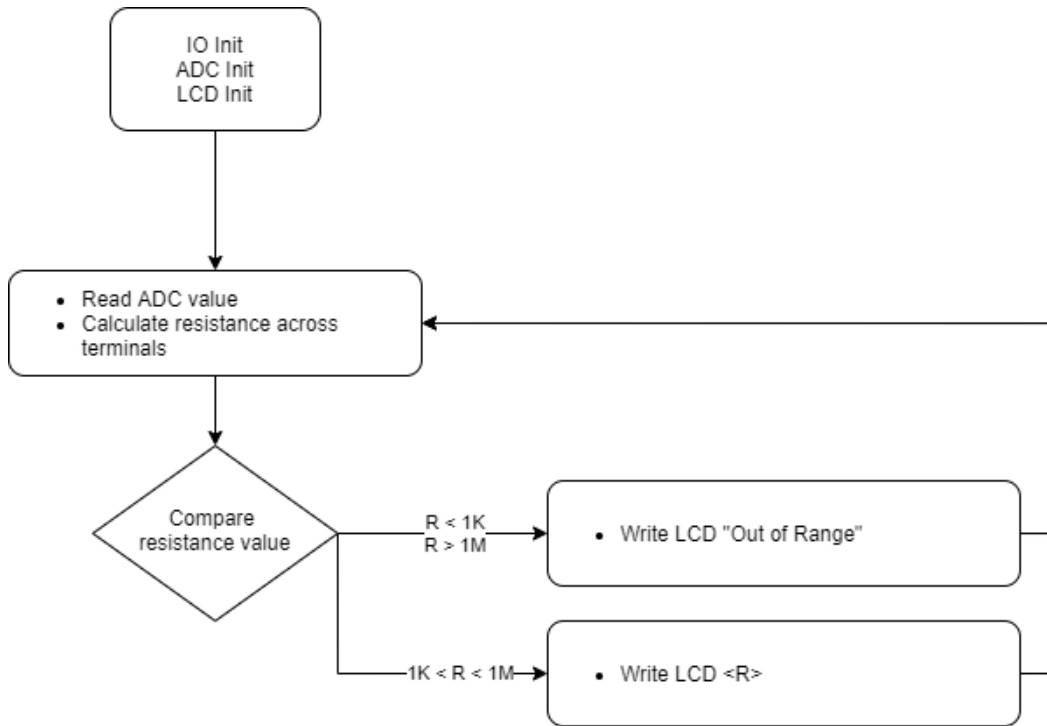 IO Init
ADC Init
LCD Init
• Read ADC value
• Calculate resistance across
terminals
Compare
resistance value
R < 1K
R > 1M
• Write LCD "Out of Range"
1K < R < 1M
• Write LCD <R>